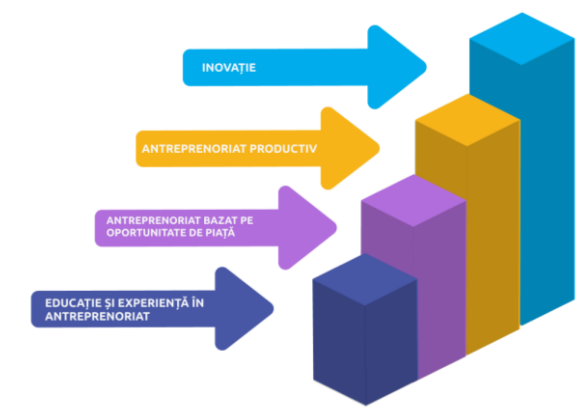 INOVAȚIE
ANTREPRENORIAT PRODUCTIV
ANTREPRENORIAT BAZAT PE
OPORTUNITATE DE PIAȚĂ
EDUCAȚIE ȘI EXPERIENȚĂ ÎN
ANTREPRENORIAT